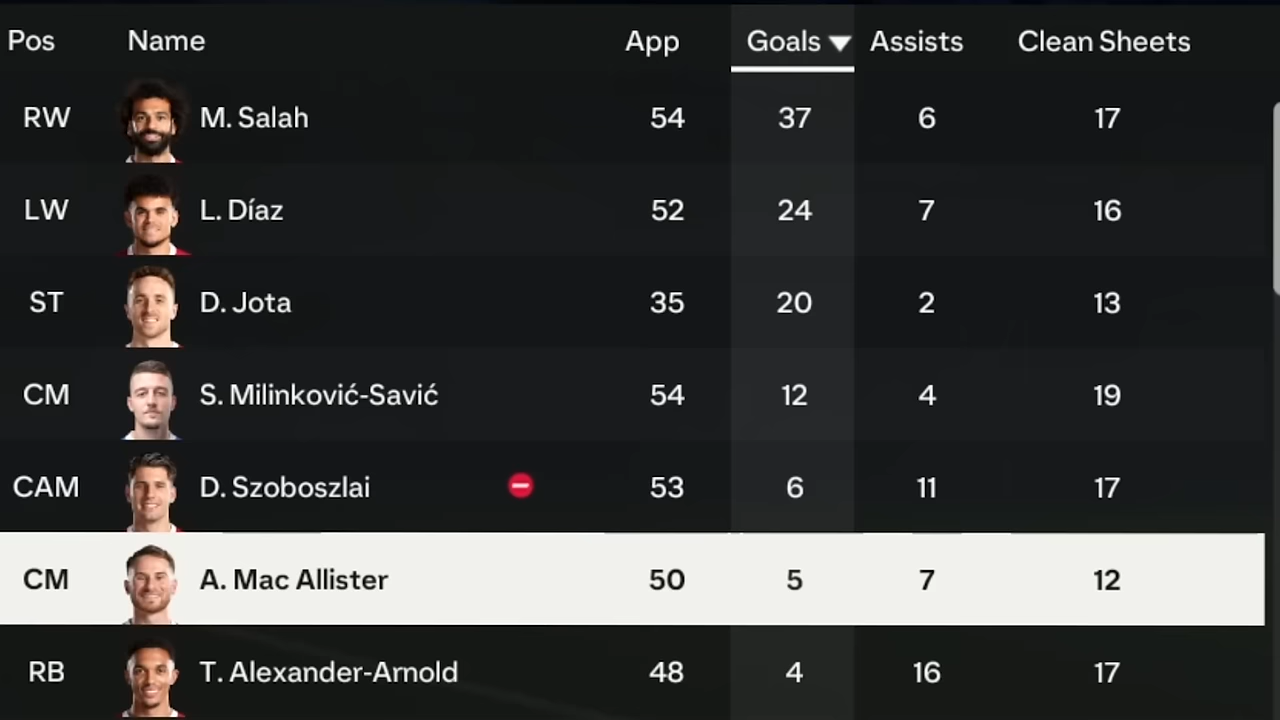 Pos Name App Goals Assists Clean Sheets
RW M. Salah 54 37 6 17
LW L. Díaz 52 24 7 16
ST D. Jota 35 20 2 13
CM S. Milinković-Savić 54 12 4 19
CAM D. Szoboszlai 53 6 11 17
CM A. Mac Allister 50 5 7 12
RB T. Alexander-Arnold 48 4 16 17